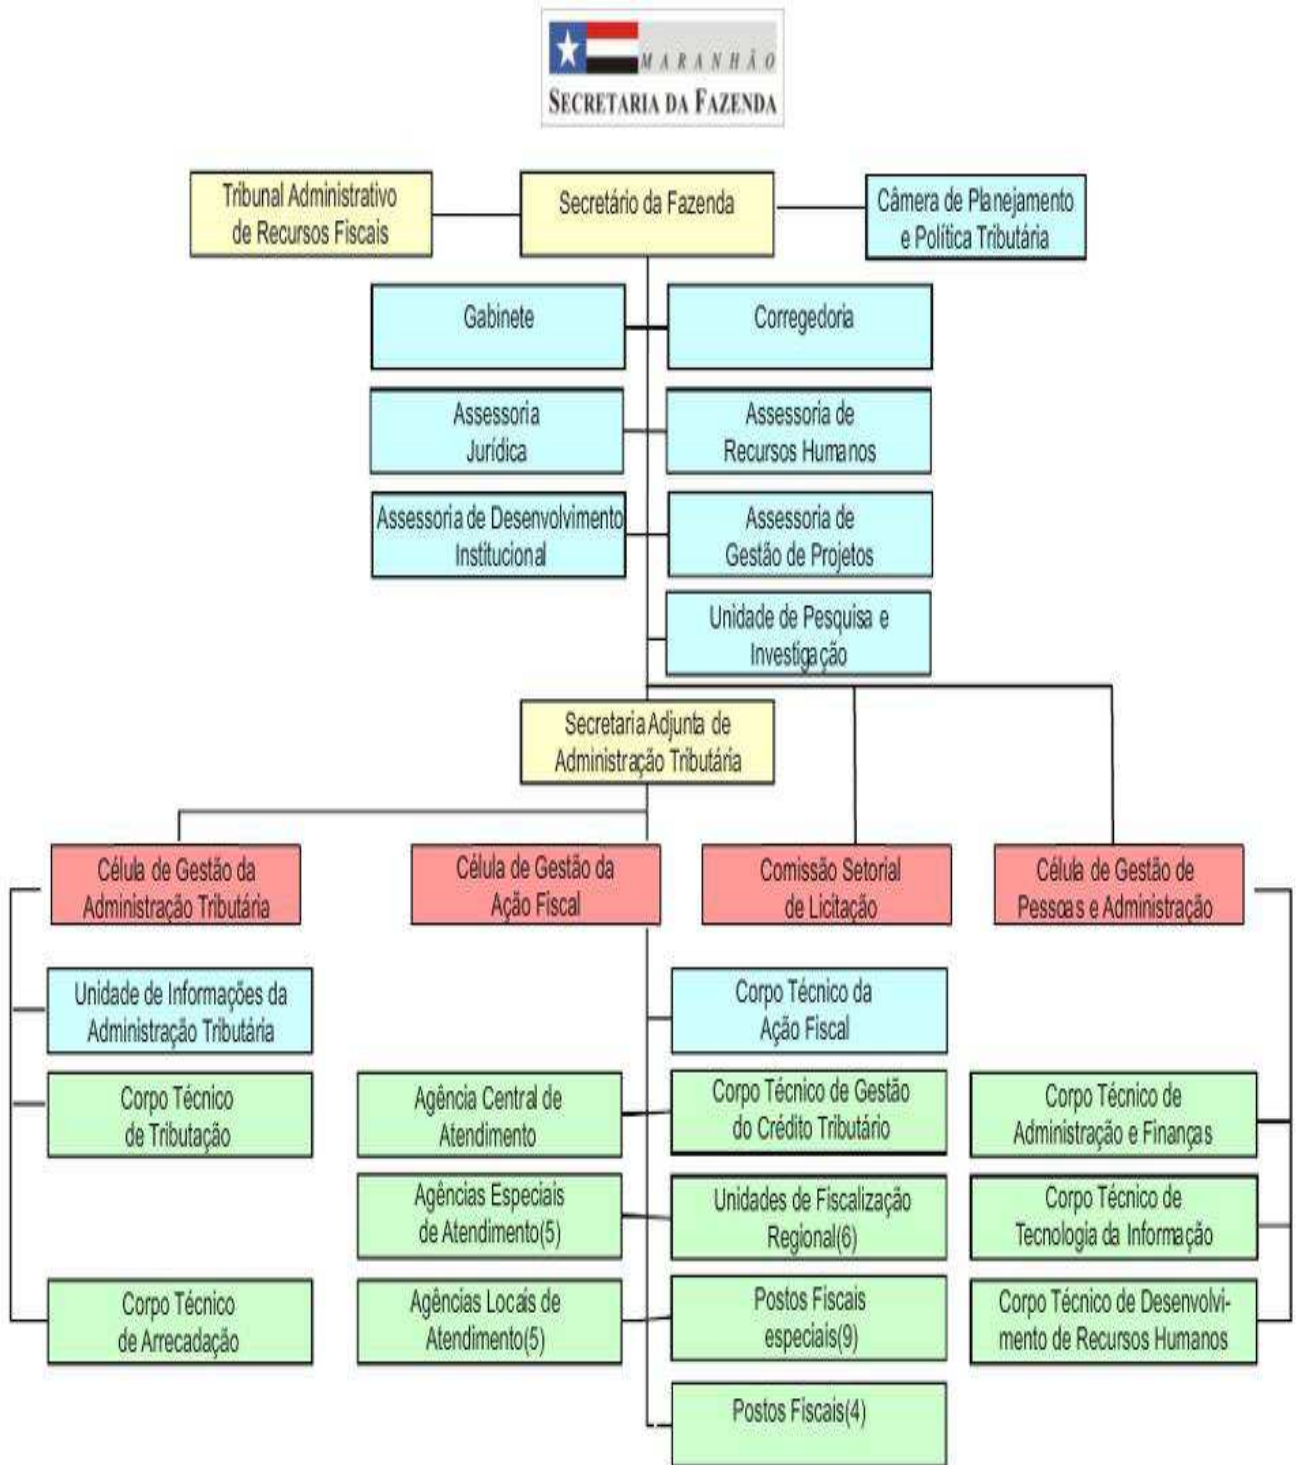 MARANHÃO
SECRETARIA DA FAZENDA
Tribunal Administrativo
de Recursos Fiscais
Secretário da Fazenda
Câmera de Planejamento
e Política Tributária
Gabinete
Corregedoria
Assessoria
Jurídica
Assessoria de
Recursos Humanos
Assessoria de Desenvolvimento
Institucional
Assessoria de
Gestão de Projetos
Unidade de Pesquisa e
Investigação
Secretaria Adjunta de
Administração Tributária
Célula de Gestão da
Administração Tributária
Célula de Gestão da
Ação Fiscal
Comissão Setorial
de Licitação
Célula de Gestão de
Pessoas e Administração
Unidade de Informações da
Administração Tributária
Corpo Técnico da
Ação Fiscal
Corpo Técnico
de Tributação
Agência Central de
Atendimento
Corpo Técnico de Gestão
do Crédito Tributário
Corpo Técnico de
Administração e Finanças
Agências Especiais
de Atendimento(5)
Unidades de Fiscalização
Regional(6)
Corpo Técnico de
Tecnologia da Informação
Corpo Técnico
de Arrecadação
Agências Locais de
Atendimento(5)
Postos Fiscais
especiais(9)
Corpo Técnico de Desenvolvi-
mento de Recursos Humanos
Postos Fiscais(4)